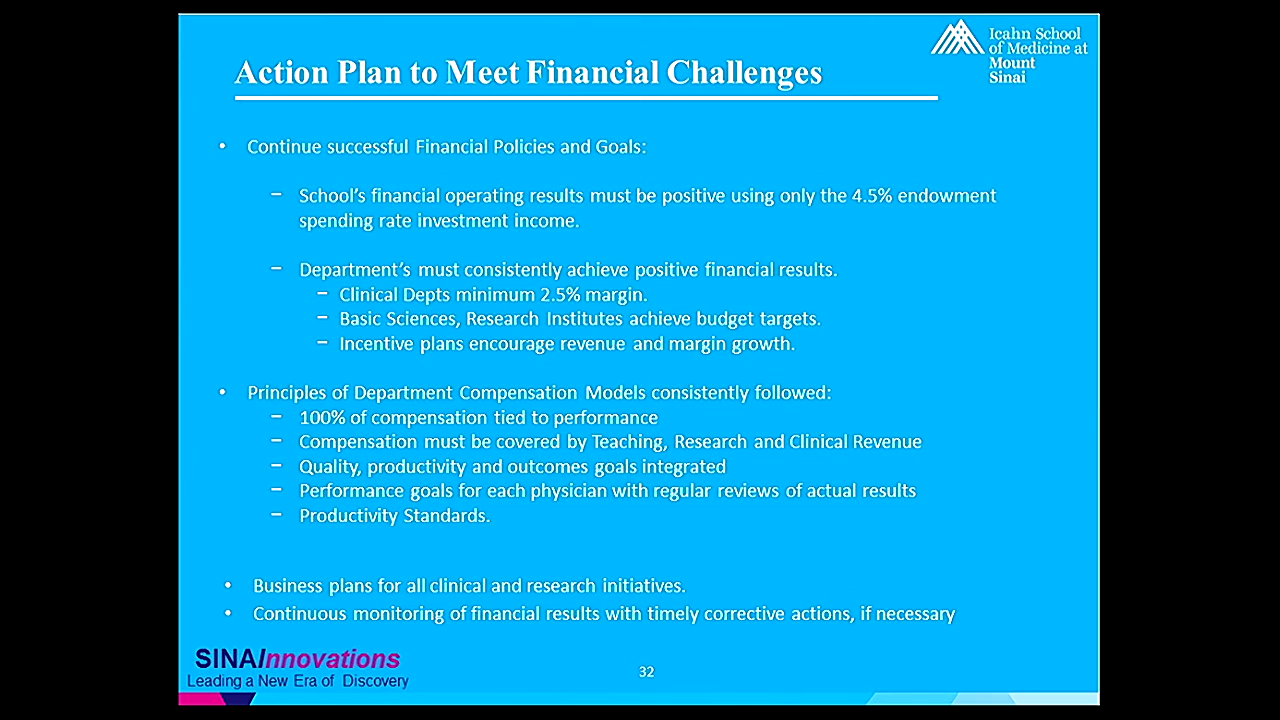 Icahn School
of Medicine at
Mount
Sinai
Action Plan to Meet Financial Challenges
• Continue successful Financial Policies and Goals:
– School's financial operating results must be positive using only the 4.5% endowment
spending rate investment income.
– Department's must consistently achieve positive financial results.
– Clinical Depts minimum 2.5% margin.
– Basic Sciences, Research Institutes achieve budget targets.
– Incentive plans encourage revenue and margin growth.
• Principles of Department Compensation Models consistently followed:
– 100% of compensation tied to performance
– Compensation must be covered by Teaching, Research and Clinical Revenue
– Quality, productivity and outcomes goals integrated
– Performance goals for each physician with regular reviews of actual results
– Productivity Standards.
• Business plans for all clinical and research initiatives.
• Continuous monitoring of financial results with timely corrective actions, if necessary
SINAInnovations
Leading a New Era of Discovery
32